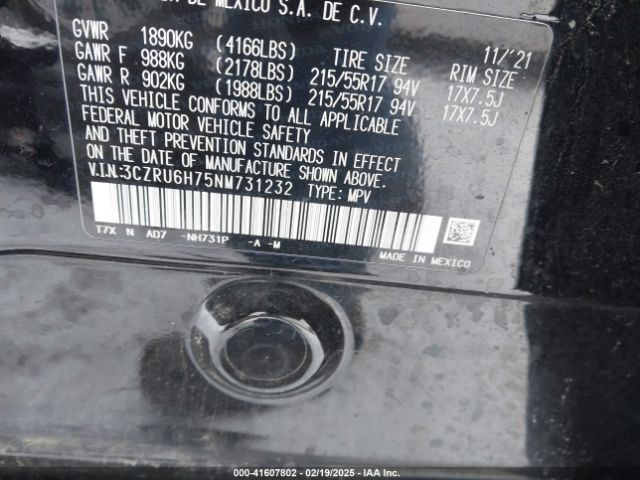 DE MEXICO S.A. DE C.V.
11/'21
GVWR 1890KG (4166LBS) TIRE SIZE RIM SIZE
GAWR F 988KG (2178LBS) 215/55R17 94V 17X7.5J
GAWR R 902KG (1988LBS) 215/55R17 94V 17X7.5J
THIS VEHICLE CONFORMS TO ALL APPLICABLE
FEDERAL MOTOR VEHICLE SAFETY
AND THEFT PREVENTION STANDARDS IN EFFECT
ON THE DATE OF MANUFACTURE SHOWN ABOVE.
V.I.N:3CZRU6H75NM731232 TYPE: MPV
T7X N AD7 -NH731P -A -M
MADE IN MEXICO
000-41607802 - 02/19/2025 - IAA Inc.